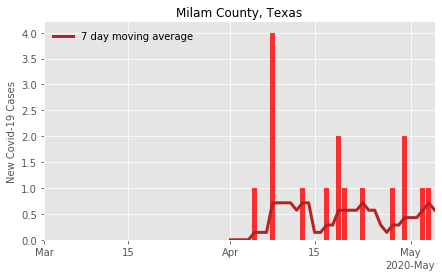 Milam County, Texas
7 day moving average
New Covid-19 Cases
4.0
3.5
3.0
2.5
2.0
1.5
1.0
0.5
0.0
Mar
15
Apr
15
May
2020-May